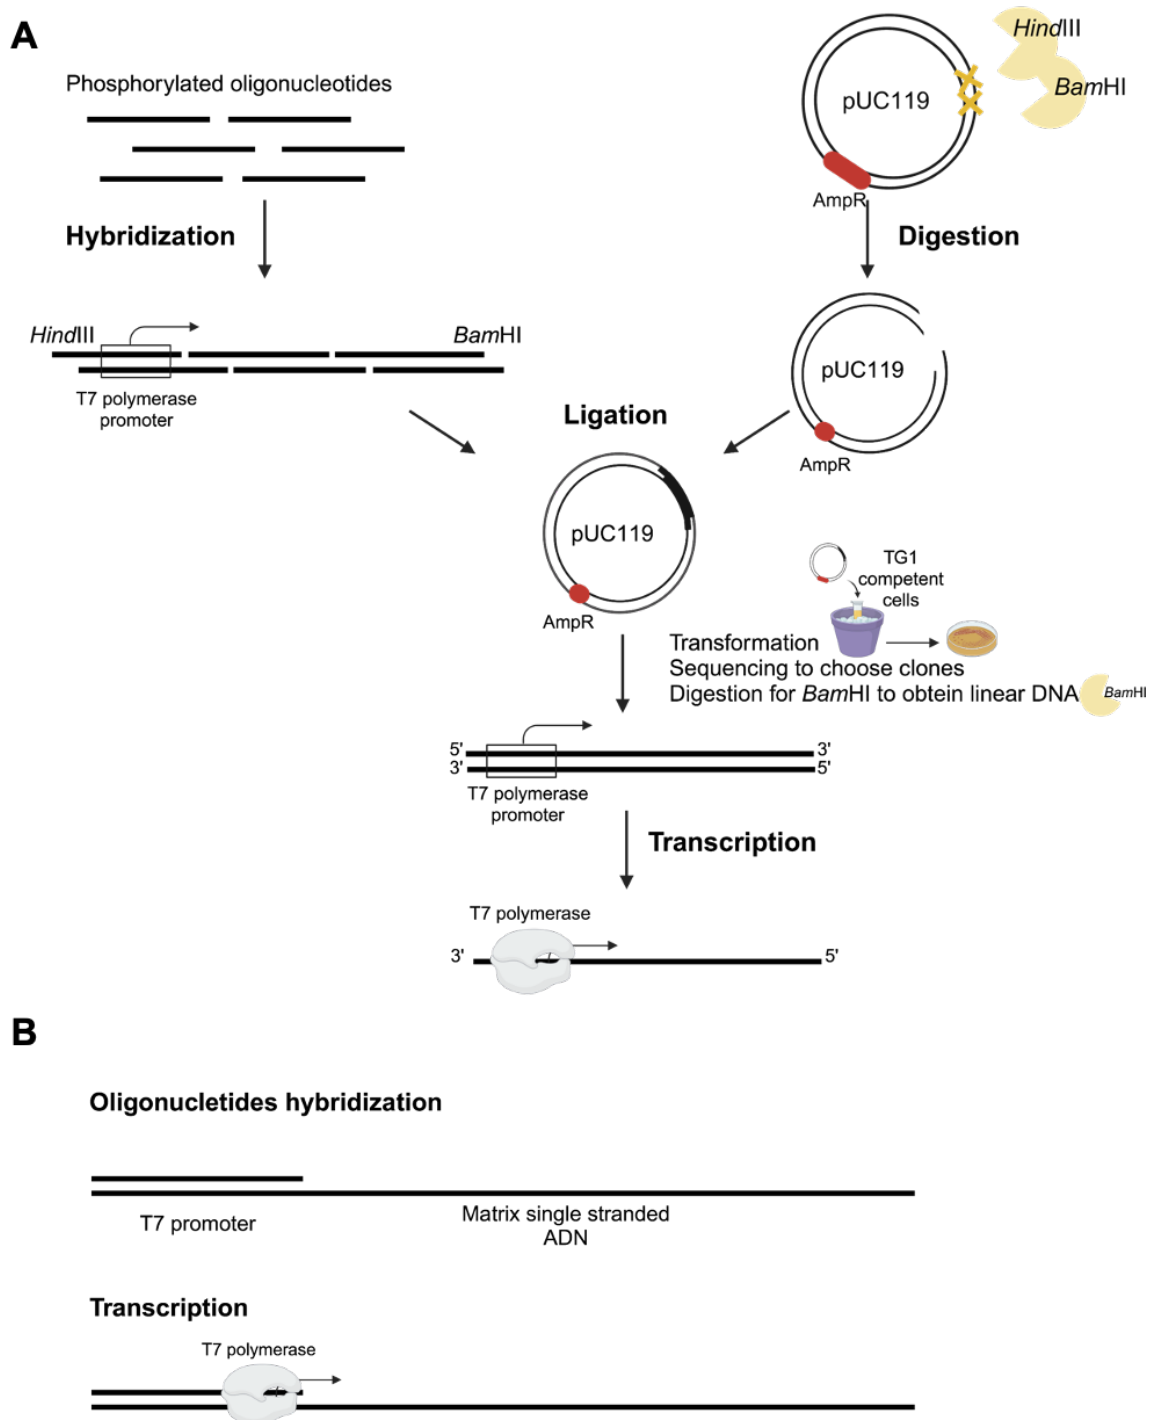 A
Phosphorylated oligonucleotides
Hybridization
HindIII
BamHI
T7 polymerase
promoter
pUC119
HindIII
BamHI
AmpR
Digestion
pUC119
AmpR
Ligation
pUC119
AmpR
TG1
competent
cells
Transformation
Sequencing to choose clones
Digestion for BamHI to obtein linear DNA
BamHI
5' 3'
3' 5'
T7 polymerase
promoter
Transcription
T7 polymerase
3' 5'
B
Oligonucletides hybridization
T7 promoter
Matrix single stranded
ADN
Transcription
T7 polymerase